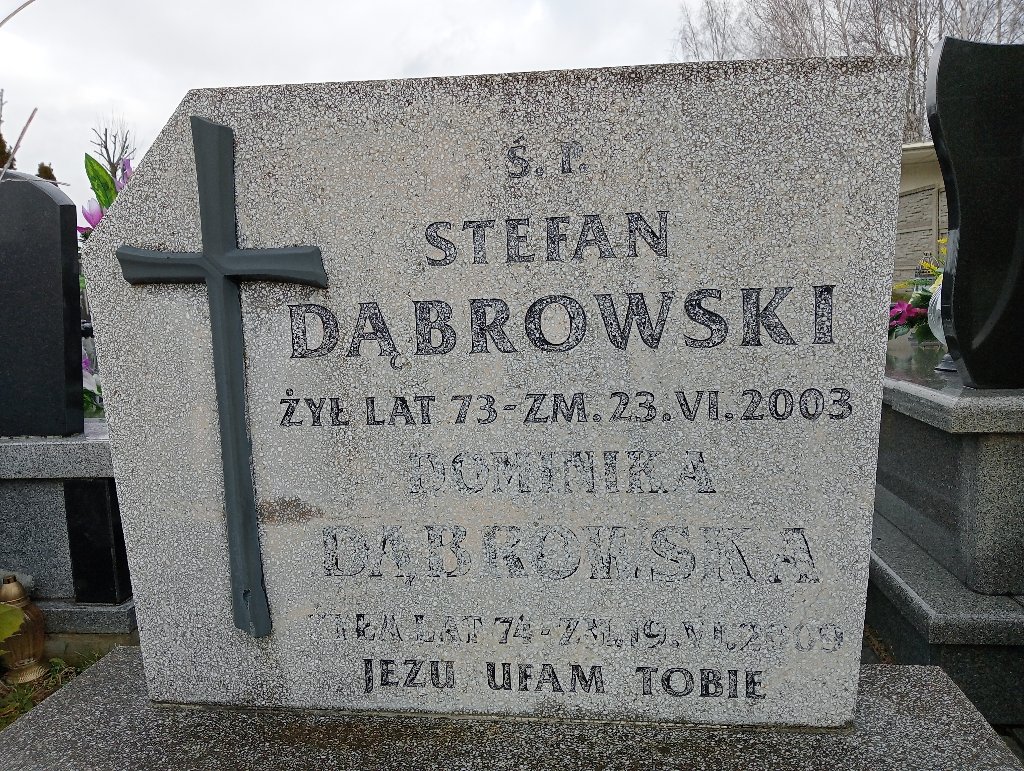 Ś. P.
STEFAN
DĄBROWSKI
ŻYŁ LAT 73 - ZM. 23. VI. 2003
DOMINIKA
DĄBROWSKA
ŻYŁA LAT 74 - ZM. 19. VI. 2009
JEZU UFAM TOBIE